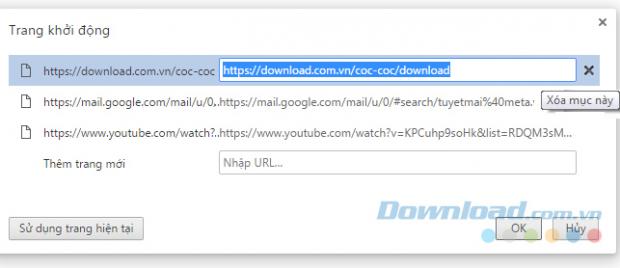 Trang khởi động
https://download.com.vn/coc-coc https://download.com.vn/coc-coc/download
https://mail.google.com/mail/u/0,... https://mail.google.com/mail/u/0/#search/tuyetmai%40meta.
Xóa mục này
https://www.youtube.com/watch?... https://www.youtube.com/watch?v=KPCuhp9soHk&list=RDQM3sM...
Thêm trang mới Nhập URL...
Download.com.vn
Sử dụng trang hiện tại OK Hủy